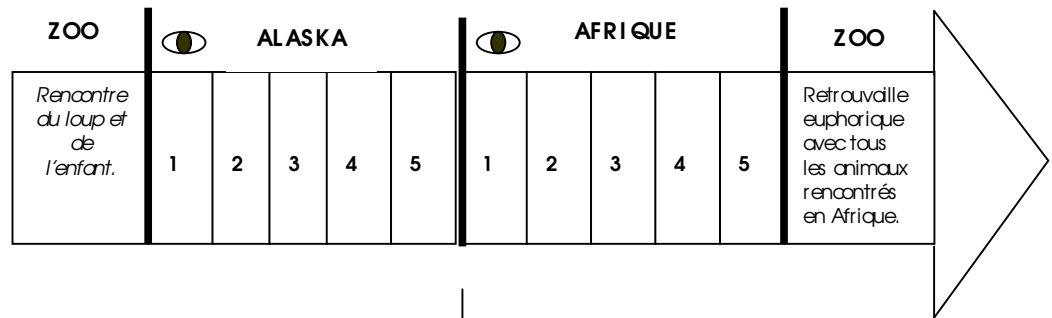 ZOO
ALASKA
AFRIQUE
ZOO
Rencontre
du loup et
de
l'enfant.
1
2
3
4
5
1
2
3
4
5
Retrouvaille
euphorique
avec tous
les animaux
rencontrés
en Afrique.